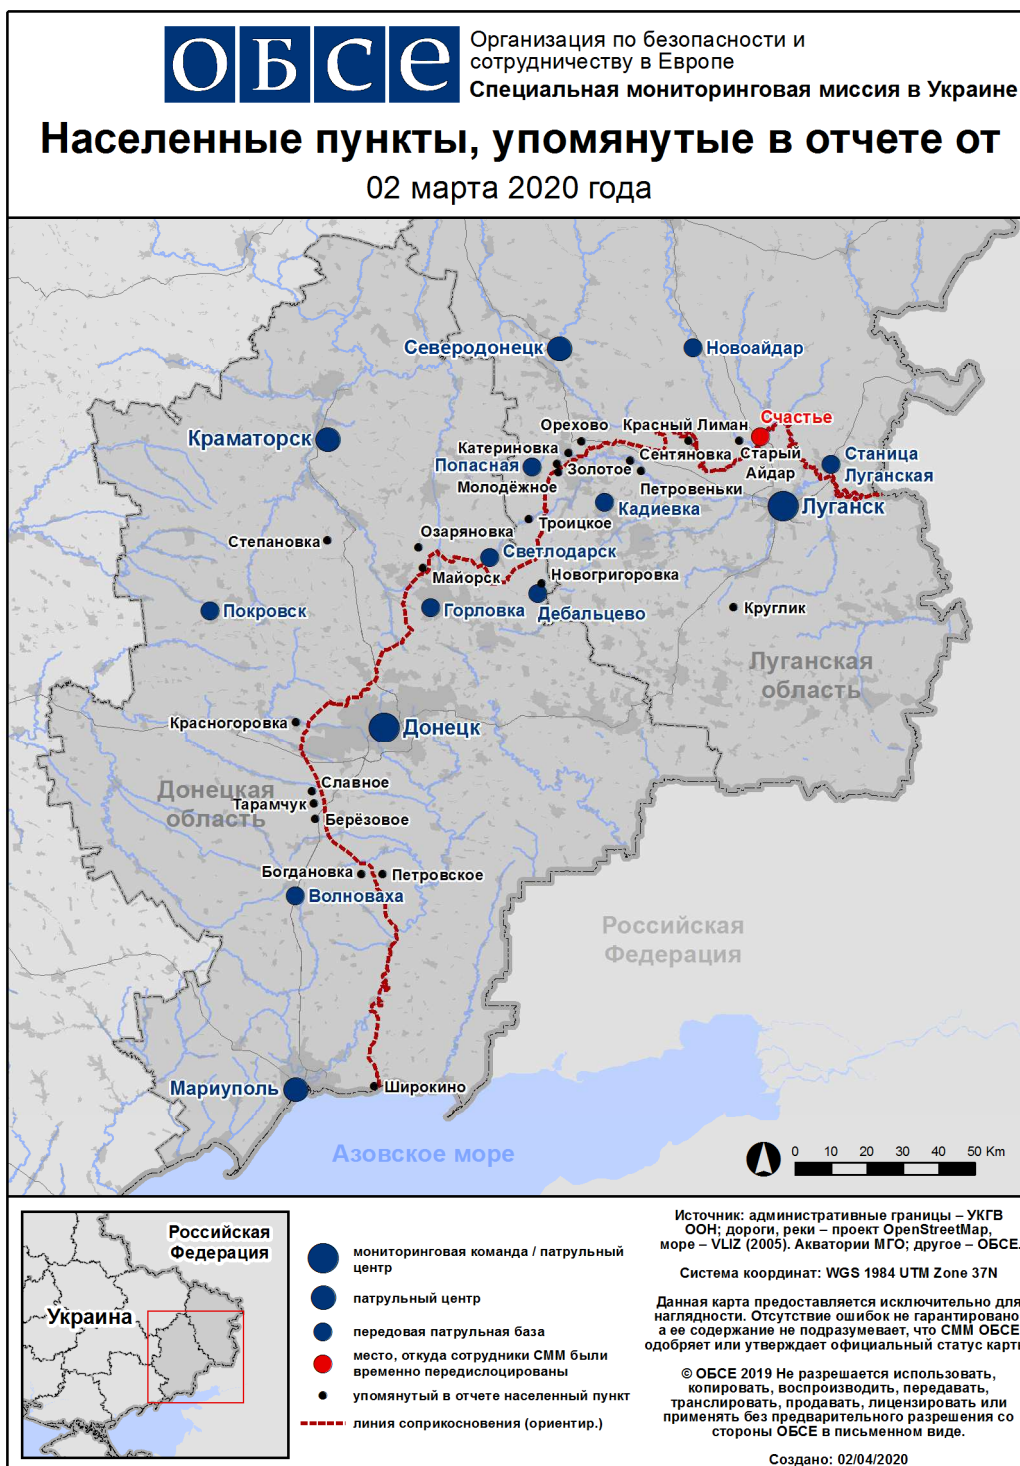 ОБСЕ
Организация по безопасности и
сотрудничеству в Европе
Специальная мониторинговая миссия в Украине
Населенные пункты, упомянутые в отчете от
02 марта 2020 года
Северодонецк
Новоайдар
Счастье
Орехово
Красный Лиман
Краматорск
Катериновка
Сентяновка
Старый
Айдар
Станица
Луганская
Попасная
Золотое
Молодёжное
Петровеньки
Кадиевка
Луганск
Троицкое
Озаряновка
Степановка
Светлодарск
Майорск
Новогригоровка
Покровск
Горловка
Дебальцево
Круглик
Луганская
область
Красногоровка
Донецк
Славное
Донецкая
область
Тарамчук
Берёзовое
Богдановка
Петровское
Волноваха
Российская
Федерация
Мариуполь
Широкино
Азовское море
0 10 20 30 40 50 Km
Российская
Федерация
Украина
мониторинговая команда / патрульный
центр
патрульный центр
передовая патрульная база
место, откуда сотрудники СММ были
временно передислоцированы
упомянутый в отчете населенный пункт
линия соприкосновения (ориентир.)
Источник: административные границы – УКГВ
ООН; дороги, реки – проект OpenStreetMap,
море – VLIZ (2005). Акватории МГО; другое – ОБСЕ.
Система координат: WGS 1984 UTM Zone 37N
Данная карта предоставляется исключительно для
наглядности. Отсутствие ошибок не гарантировано
а ее содержание не подразумевает, что СММ ОБСЕ
одобряет или утверждает официальный статус карт
© ОБСЕ 2019 Не разрешается использовать,
копировать, воспроизводить, передавать,
транслировать, продавать, лицензировать или
применять без предварительного разрешения со
стороны ОБСЕ в письменном виде.
Создано: 02/04/2020